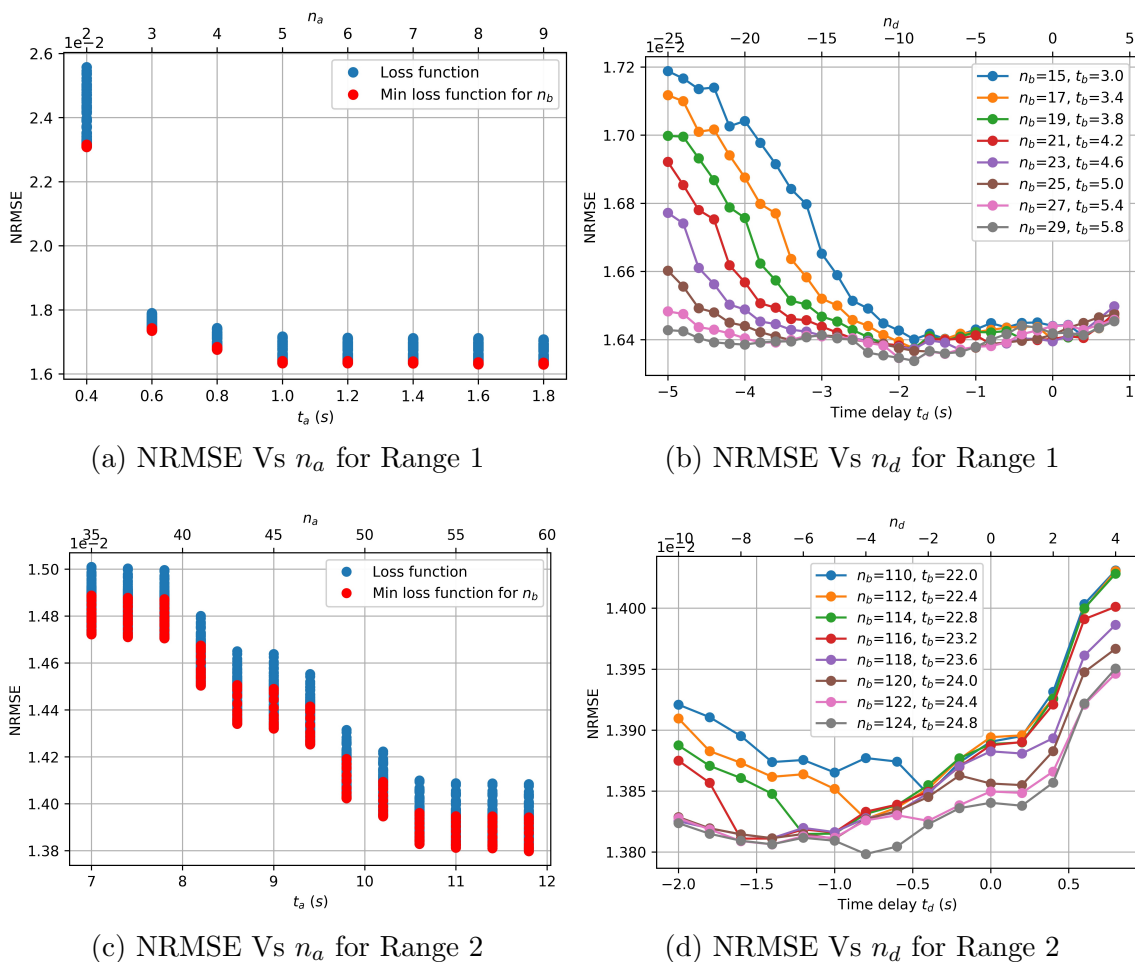 n_a
2 3 4 5 6 7 8 9
1e−2
2.6
2.4
2.2
2.0
1.8
1.6
NRMSE
Loss function
Min loss function for n_b
0.4 0.6 0.8 1.0 1.2 1.4 1.6 1.8
t_a (s)
(a) NRMSE Vs n_a for Range 1
n_d
−25 −20 −15 −10 −5 0 5
1e−2
1.72
1.70
1.68
1.66
1.64
NRMSE
n_b=15, t_b=3.0
n_b=17, t_b=3.4
n_b=19, t_b=3.8
n_b=21, t_b=4.2
n_b=23, t_b=4.6
n_b=25, t_b=5.0
n_b=27, t_b=5.4
n_b=29, t_b=5.8
−5 −4 −3 −2 −1 0 1
Time delay t_d (s)
(b) NRMSE Vs n_d for Range 1
n_a
35 40 45 50 55 60
1e−2
1.50
1.48
1.46
1.44
1.42
1.40
1.38
NRMSE
Loss function
Min loss function for n_b
7 8 9 10 11 12
t_a (s)
(c) NRMSE Vs n_a for Range 2
n_d
−10 −8 −6 −4 −2 0 2 4
1e−2
1.400
1.395
1.390
1.385
1.380
NRMSE
n_b=110, t_b=22.0
n_b=112, t_b=22.4
n_b=114, t_b=22.8
n_b=116, t_b=23.2
n_b=118, t_b=23.6
n_b=120, t_b=24.0
n_b=122, t_b=24.4
n_b=124, t_b=24.8
−2.0 −1.5 −1.0 −0.5 0.0 0.5
Time delay t_d (s)
(d) NRMSE Vs n_d for Range 2